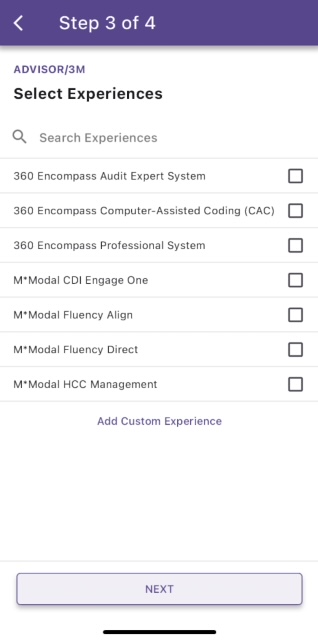 Step 3 of 4
ADVISOR/3M
Select Experiences
Search Experiences
360 Encompass Audit Expert System
360 Encompass Computer-Assisted Coding (CAC)
360 Encompass Professional System
M*Modal CDI Engage One
M*Modal Fluency Align
M*Modal Fluency Direct
M*Modal HCC Management
Add Custom Experience
NEXT